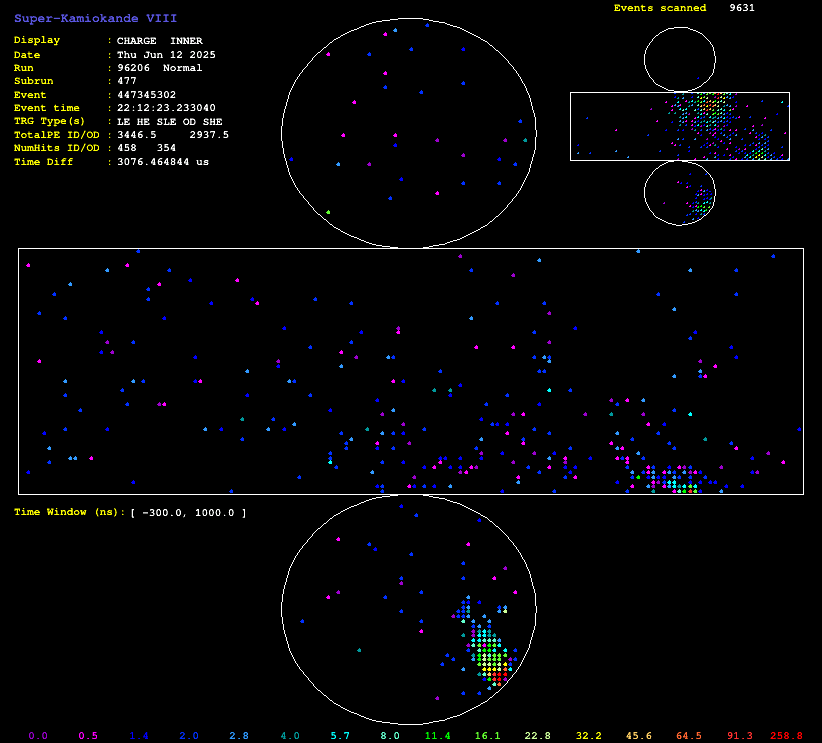 Super-Kamiokande VIII
Events scanned 9631
Display : CHARGE INNER
Date : Thu Jun 12 2025
Run : 96206 Normal
Subrun : 477
Event : 447345302
Event time : 22:12:23.233040
TRG Type(s) : LE HE SLE OD SHE
TotalPE ID/OD : 3446.5 2937.5
NumHits ID/OD : 458 354
Time Diff : 3076.464844 us
Time Window (ns): [ -300.0, 1000.0 ]
0.0 0.5 1.4 2.0 2.8 4.0 5.7 8.0 11.4 16.1 22.8 32.2 45.6 64.5 91.3 258.8